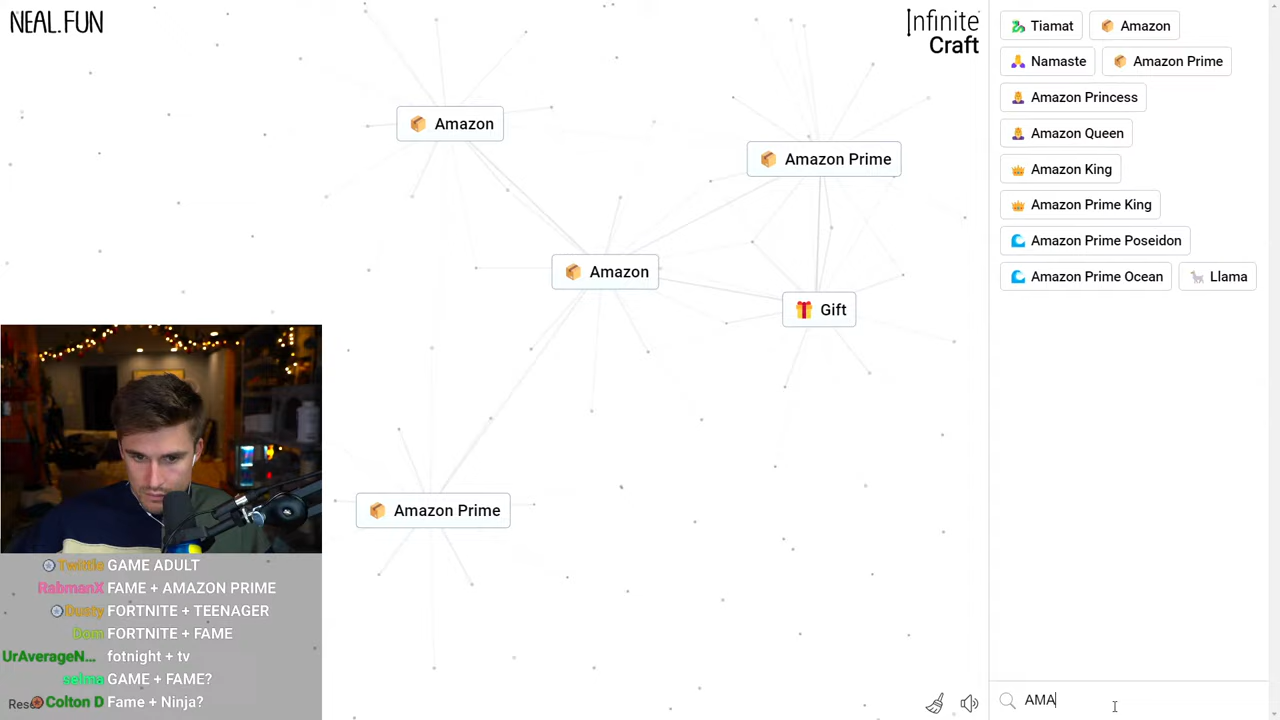 NEAL.FUN
Infinite
Craft
Amazon
Amazon Prime
Amazon
Gift
Amazon Prime
Tiamat
Amazon
Namaste
Amazon Prime
Amazon Princess
Amazon Queen
Amazon King
Amazon Prime King
Amazon Prime Poseidon
Amazon Prime Ocean
Llama
AMA
GAME ADULT
RabmanX FAME + AMAZON PRIME
Dusty FORTNITE + TEENAGER
Dom FORTNITE + FAME
UrAverageN... fotnight + tv
selma GAME + FAME?
Colton D Fame + Ninja?